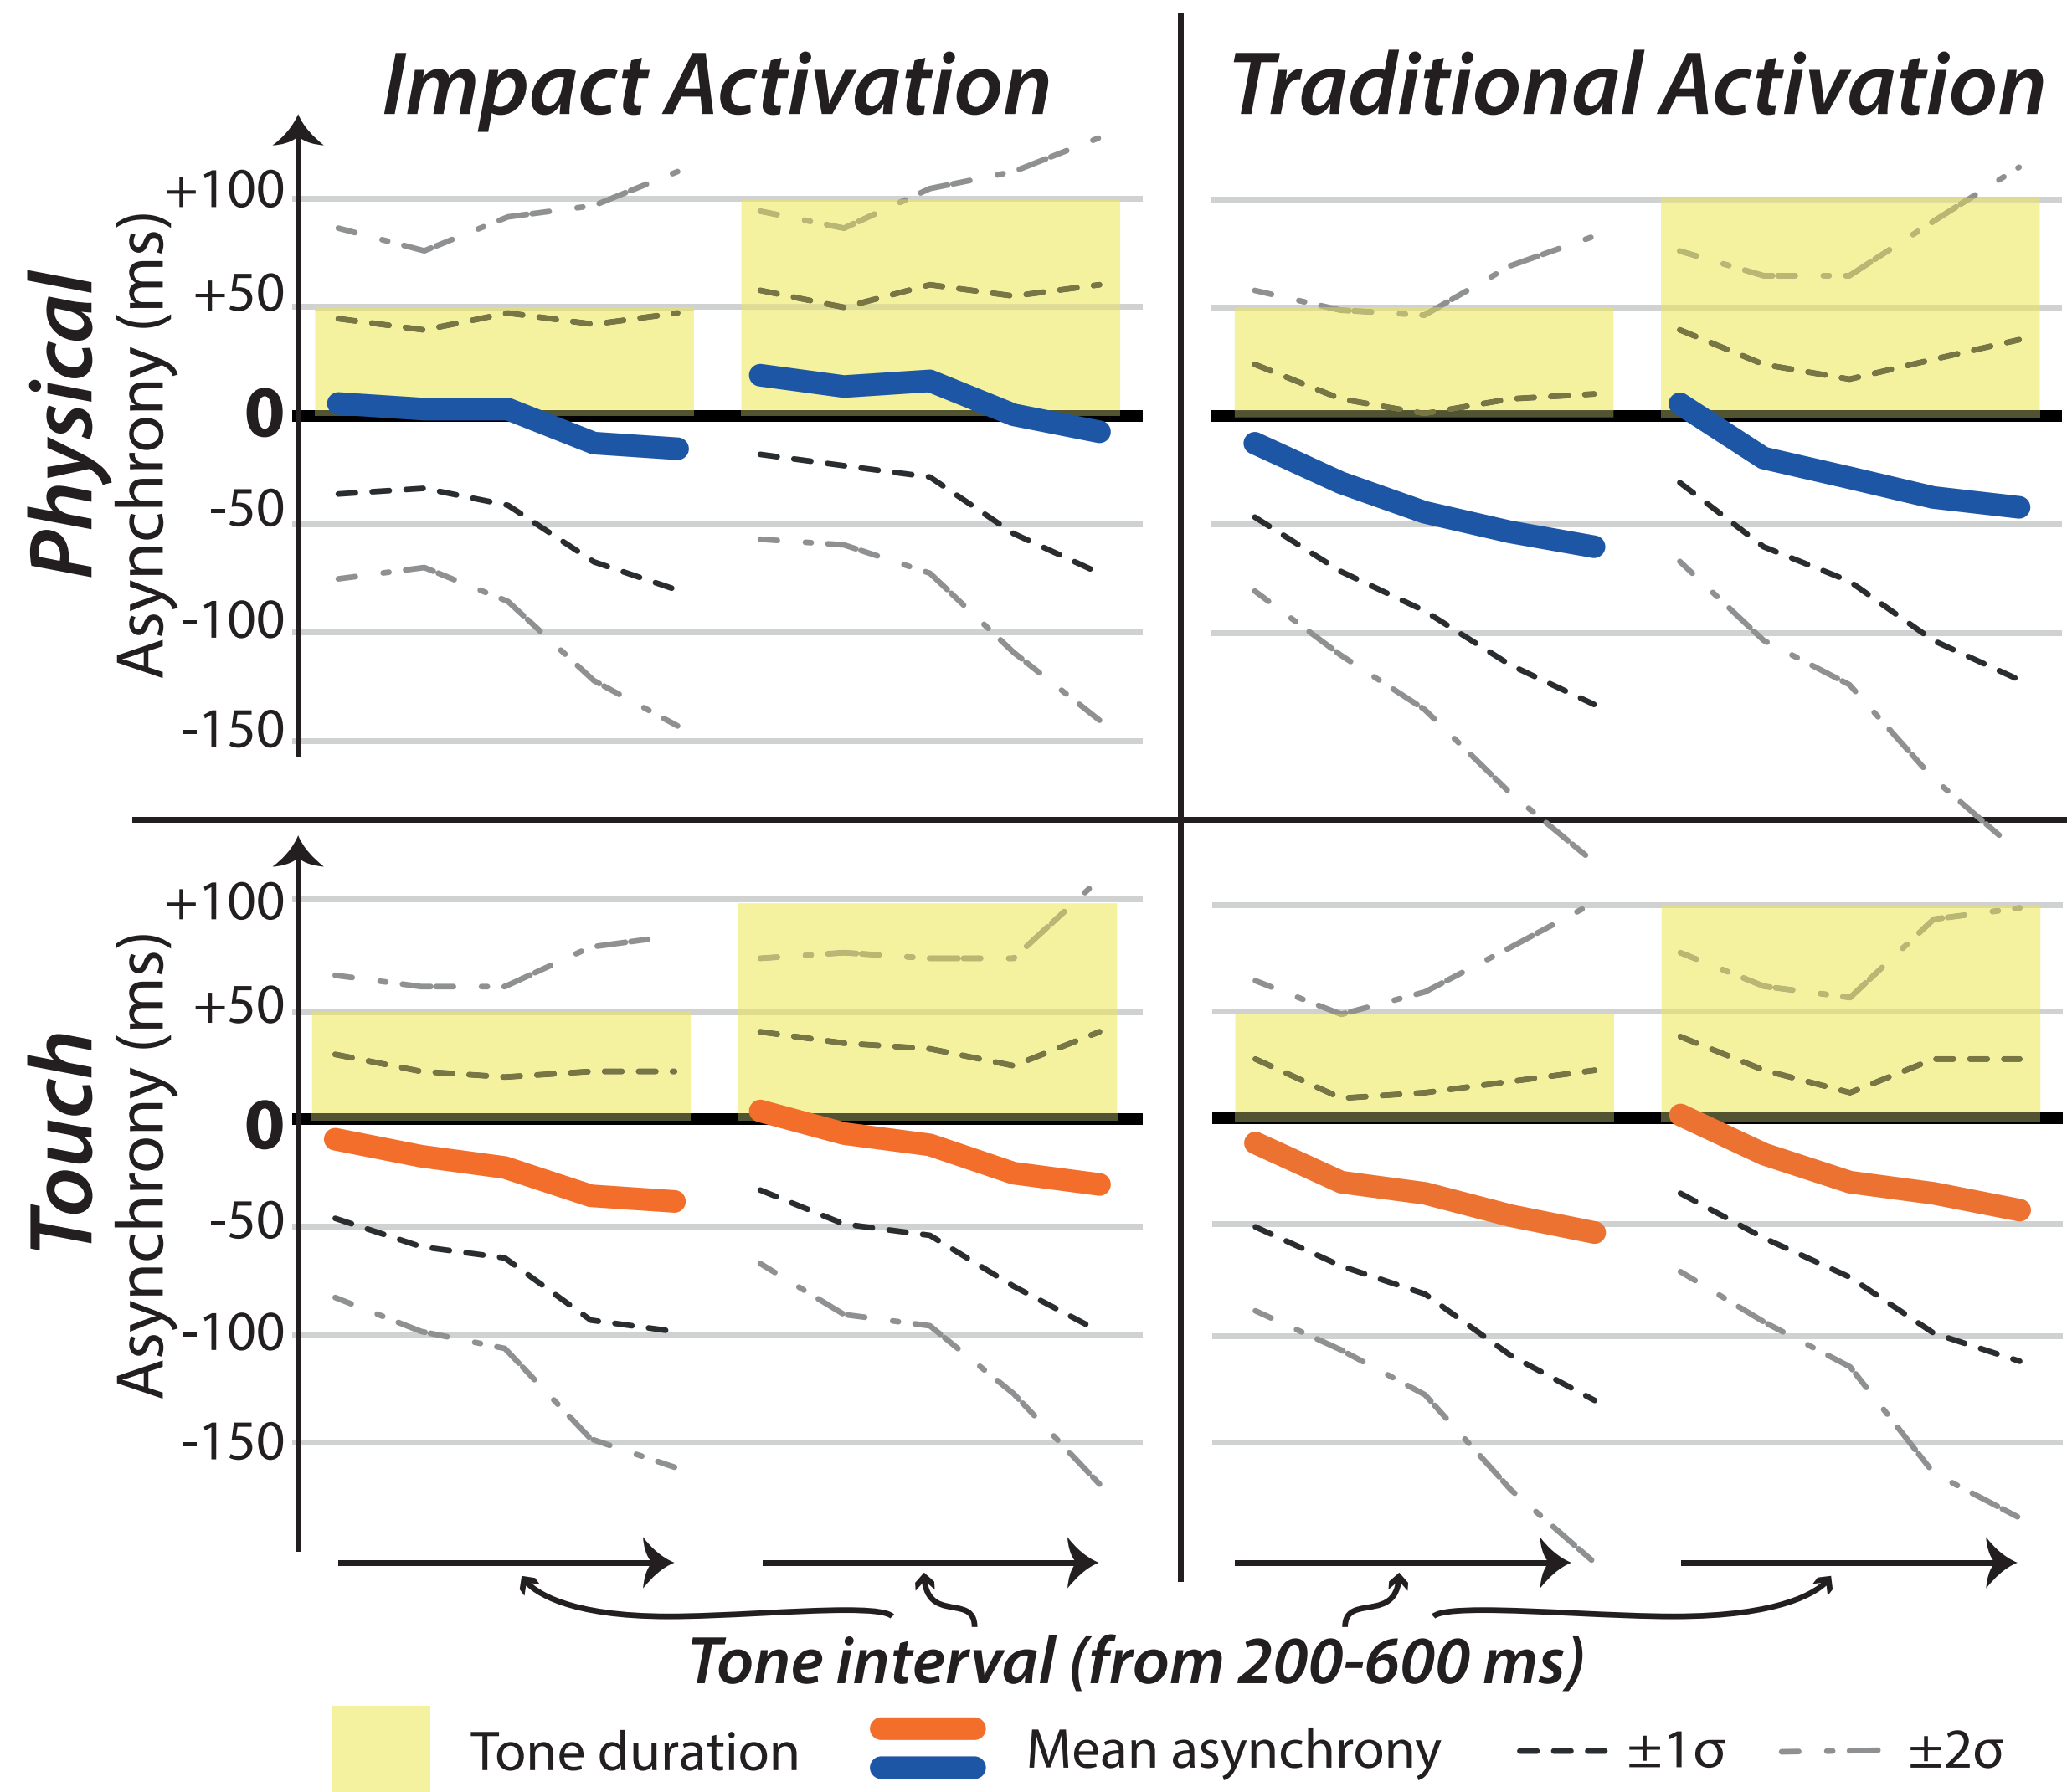 Impact Activation
Traditional Activation
Physical
Asynchrony (ms)
+100
+50
0
-50
-100
-150
Touch
Asynchrony (ms)
+100
+50
0
-50
-100
-150
Tone interval (from 200-600 ms)
Tone duration
Mean asynchrony
±1σ
±2σ